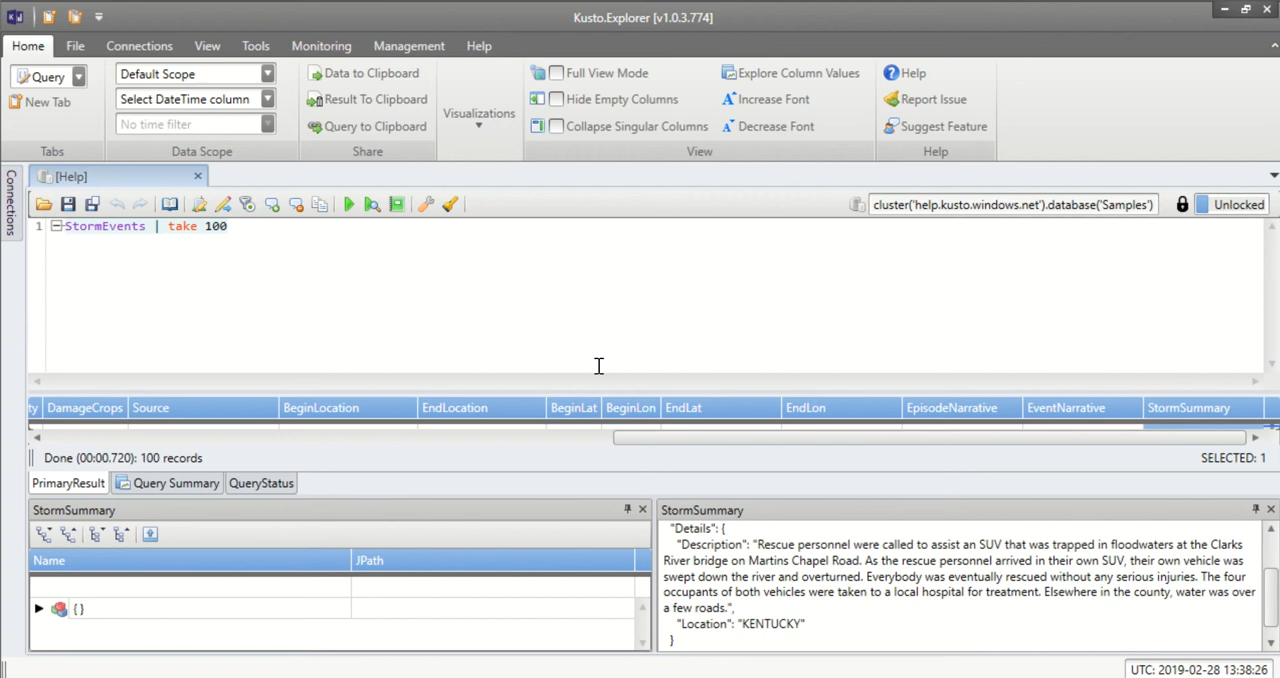 Kusto.Explorer [v1.0.3.774]
Home File Connections View Tools Monitoring Management Help
Query
New Tab
Tabs
Default Scope
Select DateTime column
No time filter
Data Scope
Data to Clipboard
Result To Clipboard
Query to Clipboard
Share
Visualizations
Full View Mode
Hide Empty Columns
Collapse Singular Columns
Explore Column Values
Increase Font
Decrease Font
View
Help
Report Issue
Suggest Feature
Help
Connections
[Help]
cluster('help.kusto.windows.net').database('Samples')
Unlocked
1 StormEvents | take 100
ty DamageCrops Source BeginLocation EndLocation BeginLat BeginLon EndLat EndLon EpisodeNarrative EventNarrative StormSummary
Done (00:00.720): 100 records
SELECTED: 1
PrimaryResult Query Summary QueryStatus
StormSummary
Name JPath
{ }
StormSummary
"Details": {
"Description": "Rescue personnel were called to assist an SUV that was trapped in floodwaters at the Clarks
River bridge on Martins Chapel Road. As the rescue personnel arrived in their own SUV, their own vehicle was
swept down the river and overturned. Everybody was eventually rescued without any serious injuries. The four
occupants of both vehicles were taken to a local hospital for treatment. Elsewhere in the county, water was over
a few roads.",
"Location": "KENTUCKY"
}
UTC: 2019-02-28 13:38:26